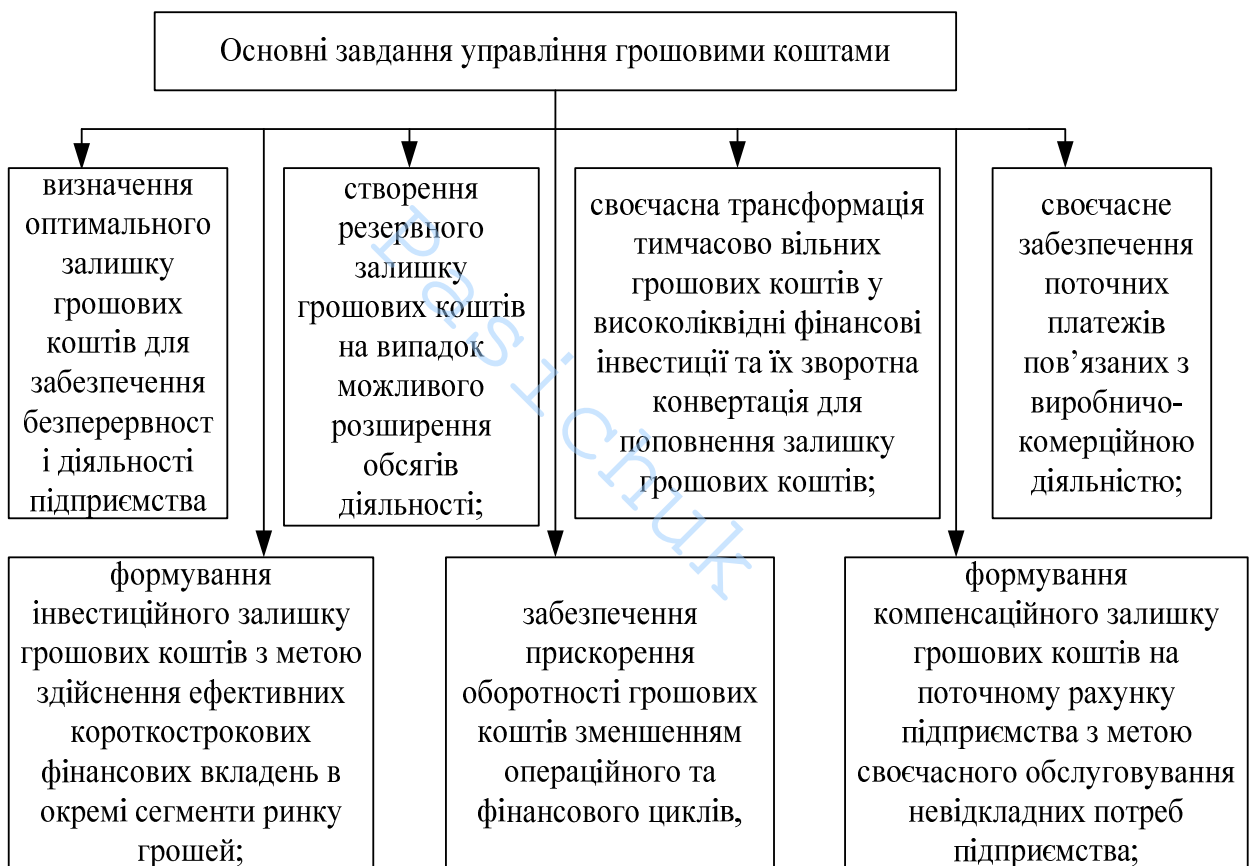 Основні завдання управління грошовими коштами
визначення
оптимального
залишку
грошових
коштів для
забезпечення
безперервност
і діяльності
підприємства
створення
резервного
залишку
грошових коштів
на випадок
можливого
розширення
обсягів
діяльності;
своєчасна трансформація
тимчасово вільних
грошових коштів у
високоліквідні фінансові
інвестиції та їх зворотна
конвертація для
поповнення залишку
грошових коштів;
своєчасне
забезпечення
поточних
платежів
пов’язаних з
виробничо-
комерційною
діяльністю;
формування
інвестиційного залишку
грошових коштів з метою
здійснення ефективних
короткострокових
фінансових вкладень в
окремі сегменти ринку
грошей;
забезпечення
прискорення
оборотності грошових
коштів зменшенням
операційного та
фінансового циклів,
формування
компенсаційного залишку
грошових коштів на
поточному рахунку
підприємства з метою
своєчасного обслуговування
невідкладних потреб
підприємства;
Pasichuk